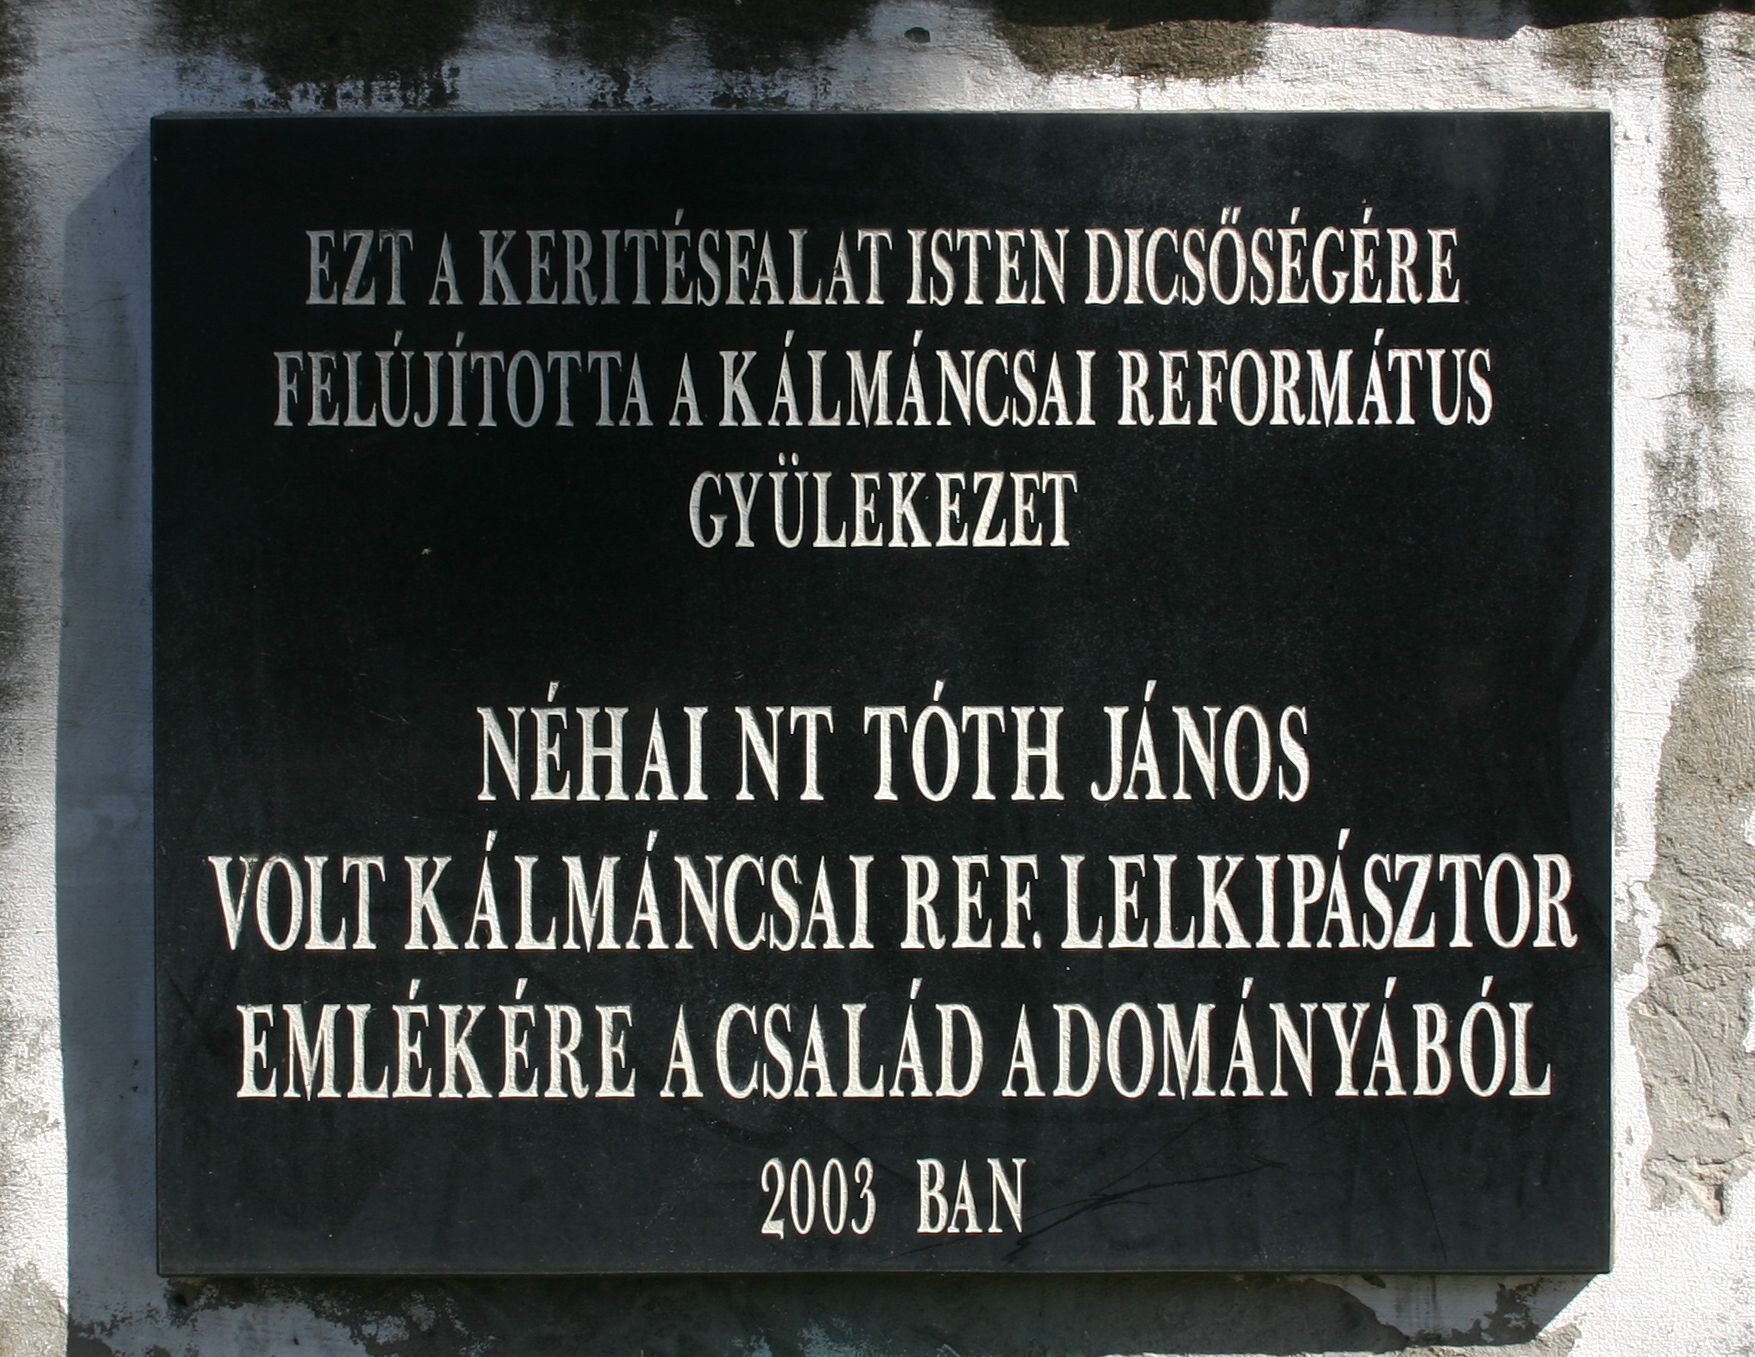 EZT A KERITÉSFALAT ISTEN DICSŐSÉGÉRE
FELÚJÍTOTTA A KÁLMÁNCSAI REFORMÁTUS
GYÜLEKEZET
NÉHAI NT TÓTH JÁNOS
VOLT KÁLMÁNCSAI REF. LELKIPÁSZTOR
EMLÉKÉRE A CSALÁD ADOMÁNYÁBÓL
2003 BAN